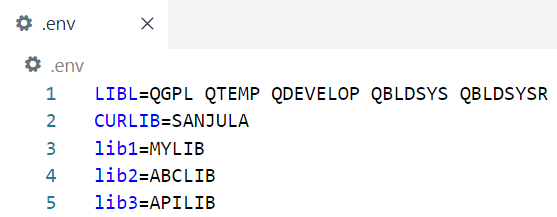 .env
.env
1 LIBL=QGPL QTEMP QDEVELOP QBLDSYS QBLDSYSR
2 CURLIB=SANJULA
3 lib1=MYLIB
4 lib2=ABCLIB
5 lib3=APILIB